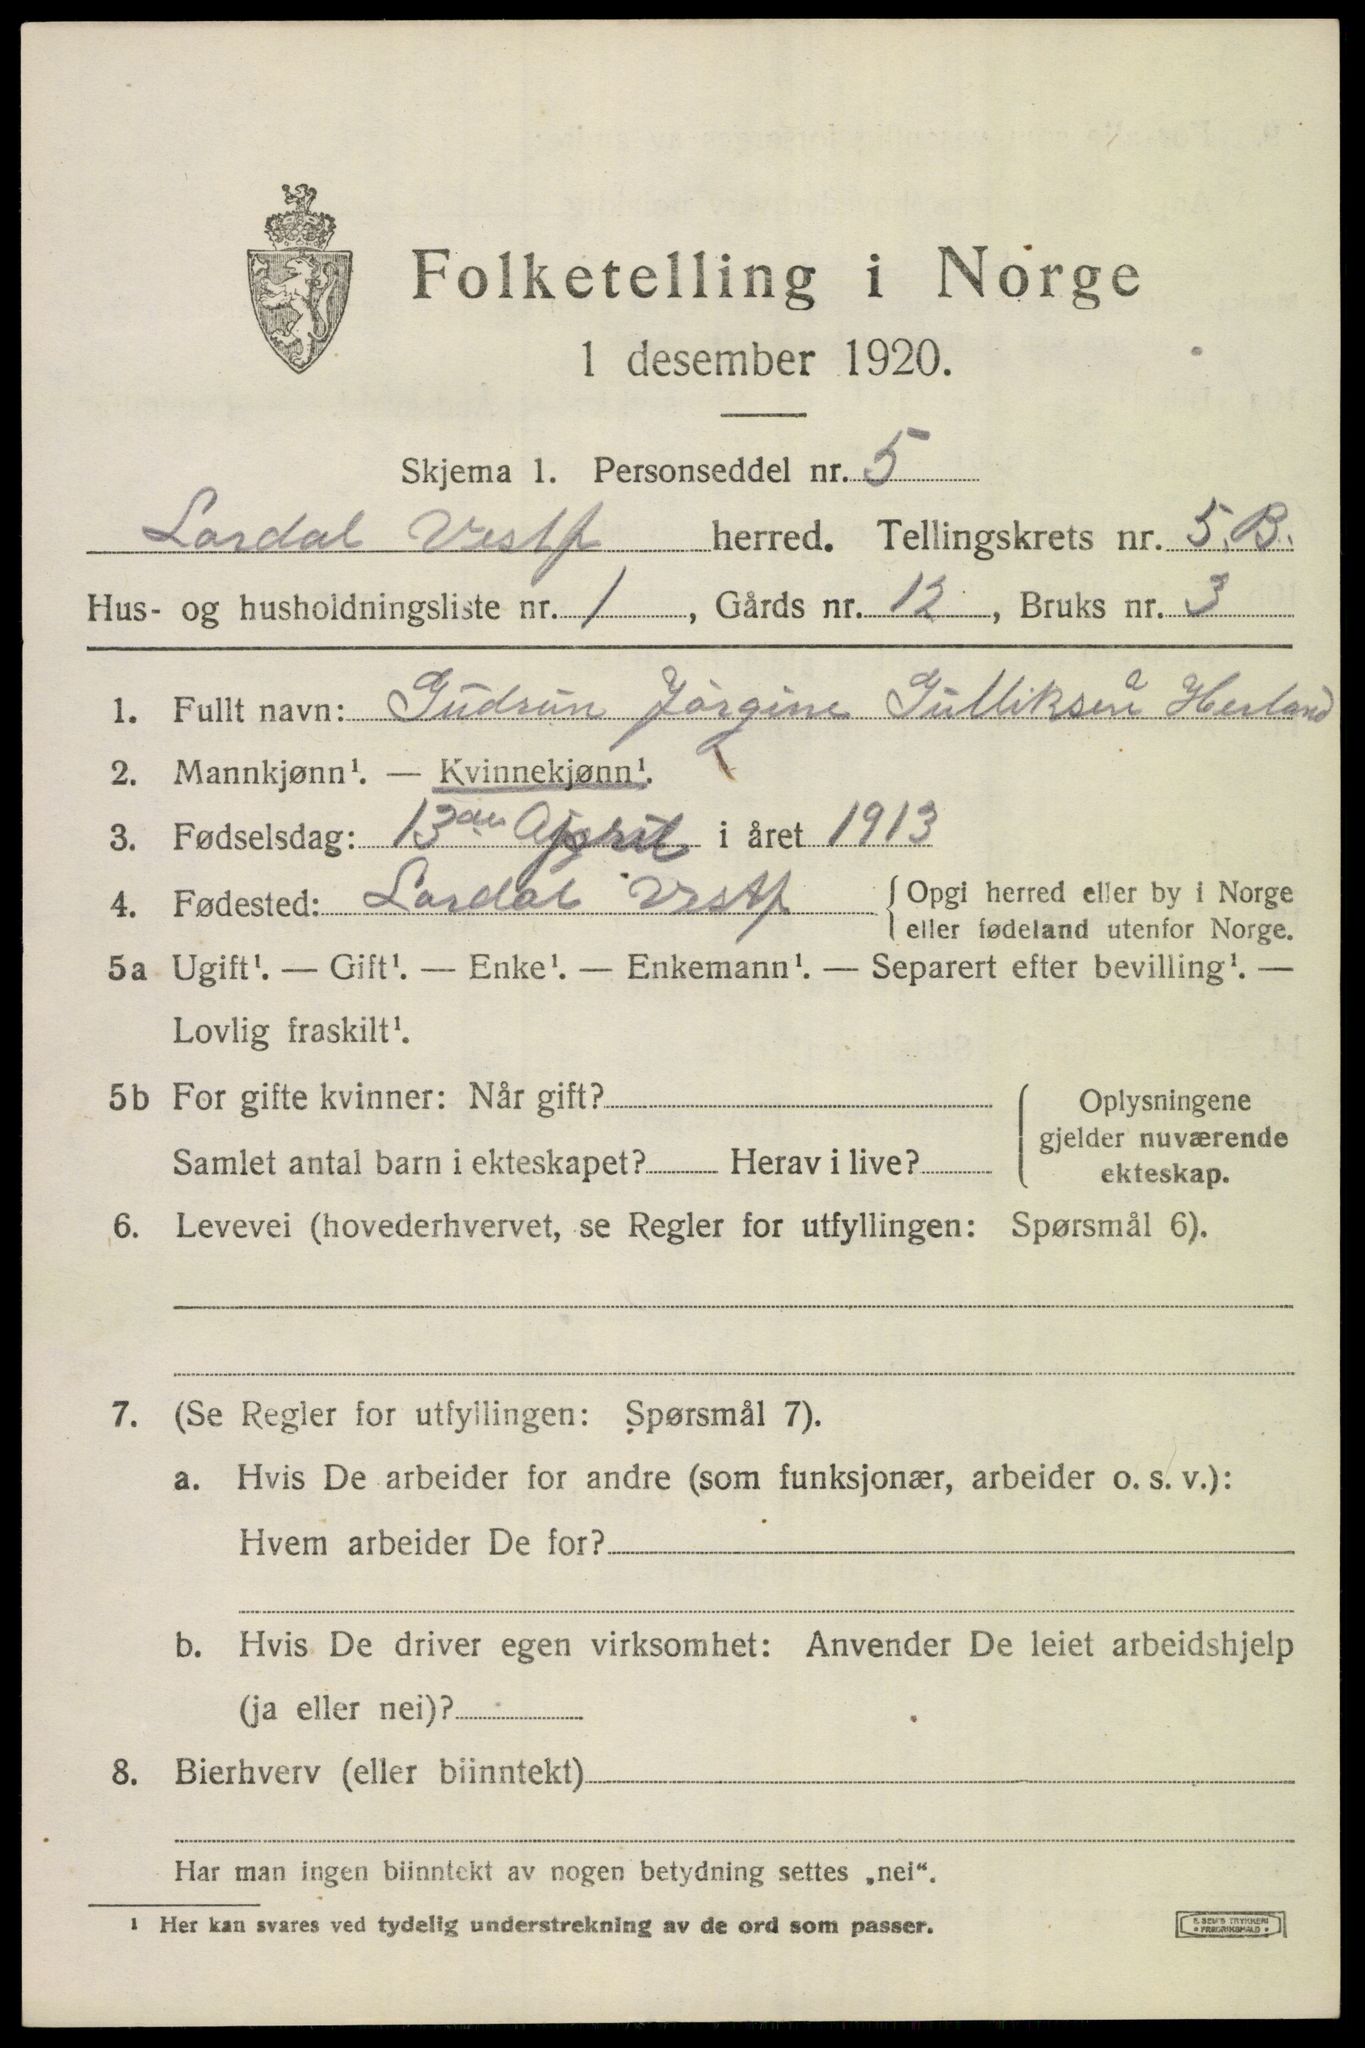 Folketelling i Norge
1 desember 1920.
Skjema 1. Personseddel nr. 5
Lardal Vestf herred. Tellingskrets nr. 5.B.
Hus- og husholdningsliste nr. 1, Gårds nr. 12, Bruks nr. 3
1. Fullt navn: Gudrun Jörgine Gulliksen Herland
2. Mannkjønn¹. — Kvinnekjønn¹.
3. Fødselsdag: 13de April i året 1913
4. Fødested: Lardal Vestf { Opgi herred eller by i Norge
eller fødeland utenfor Norge.
5a Ugift¹. — Gift¹. — Enke¹. — Enkemann¹. — Separert efter bevilling¹. —
Lovlig fraskilt¹.
5b For gifte kvinner: Når gift?
Samlet antal barn i ekteskapet? Herav i live?
Oplysningene
gjelder nuværende
ekteskap.
6. Levevei (hovederhvervet, se Regler for utfyllingen: Spørsmål 6).
7. (Se Regler for utfyllingen: Spørsmål 7).
a. Hvis De arbeider for andre (som funksjonær, arbeider o. s. v.):
Hvem arbeider De for?
b. Hvis De driver egen virksomhet: Anvender De leiet arbeidshjelp
(ja eller nei)?
8. Bierhverv (eller biinntekt)
Har man ingen biinntekt av nogen betydning settes „nei“.
¹ Her kan svares ved tydelig understrekning av de ord som passer.
E. SEM'S TRYKKERI
• FREDRIKSHALD •